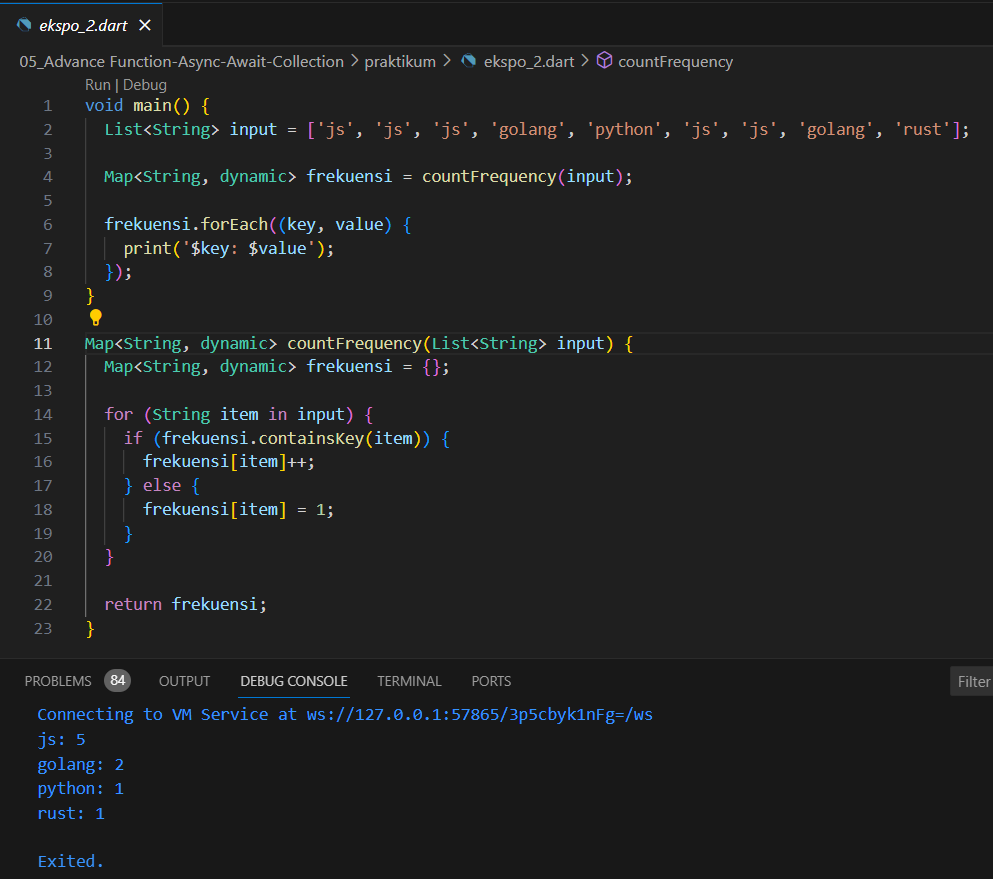 ekspo_2.dart
05_Advance Function-Async-Await-Collection > praktikum > ekspo_2.dart > countFrequency
Run | Debug
1 void main() {
2   List<String> input = ['js', 'js', 'js', 'golang', 'python', 'js', 'js', 'golang', 'rust'];
3
4   Map<String, dynamic> frekuensi = countFrequency(input);
5
6   frekuensi.forEach((key, value) {
7     print('$key: $value');
8   });
9 }
10
11 Map<String, dynamic> countFrequency(List<String> input) {
12   Map<String, dynamic> frekuensi = {};
13
14   for (String item in input) {
15     if (frekuensi.containsKey(item)) {
16       frekuensi[item]++;
17     } else {
18       frekuensi[item] = 1;
19     }
20   }
21
22   return frekuensi;
23 }
PROBLEMS 84 OUTPUT DEBUG CONSOLE TERMINAL PORTS Filter
Connecting to VM Service at ws://127.0.0.1:57865/3p5cbyk1nFg=/ws
js: 5
golang: 2
python: 1
rust: 1
Exited.